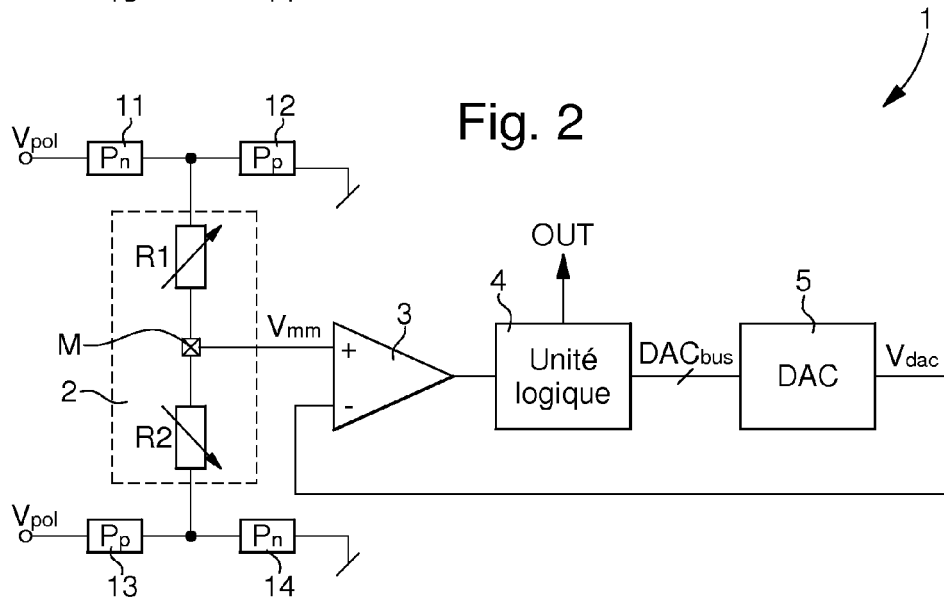 1
Fig. 2
11
12
Vpol
Pn
Pp
R1
OUT
M
Vmm
3
+
-
4
Unité
logique
DACbus
5
DAC
Vdac
2
R2
Vpol
Pp
Pn
13
14